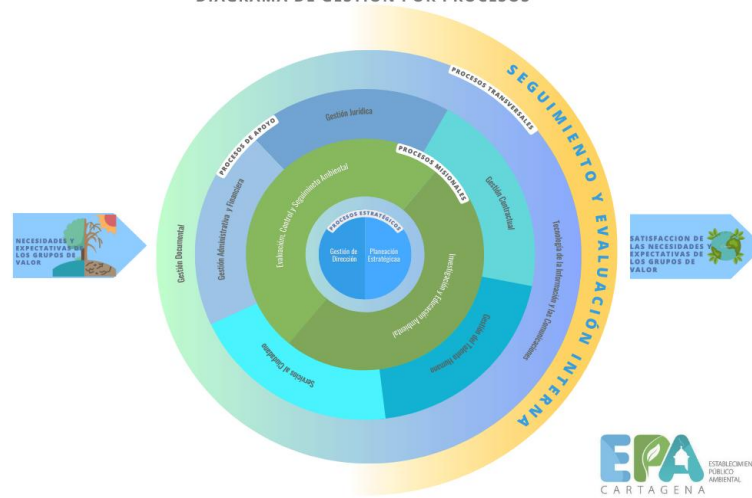 DIAGRAMA DE GESTIÓN POR PROCESOS
SEGUIMIENTO Y EVALUACIÓN INTERNA
PROCESOS TRANSVERSALES
Gestión Documental
Tecnología de la Información y las Comunicaciones
PROCESOS DE APOYO
Gestión Jurídica
Gestión Administrativa y Financiera
Gestión Contractual
Servicios al Ciudadano
Gestión del Talento Humano
PROCESOS MISIONALES
Evaluación, Control y Seguimiento Ambiental
Investigación y Educación Ambiental
PROCESOS ESTRATÉGICOS
Gestión de
Dirección
Planeación
Estratégicos
NECESIDADES Y
EXPECTATIVAS DE
LOS GRUPOS DE
VALOR
SATISFACCION DE
LAS NECESIDADES Y
EXPECTATIVAS DE
LOS GRUPOS DE
VALOR
EPA
CARTAGENA
ESTABLECIMIEN
PÚBLICO
AMBIENTAL